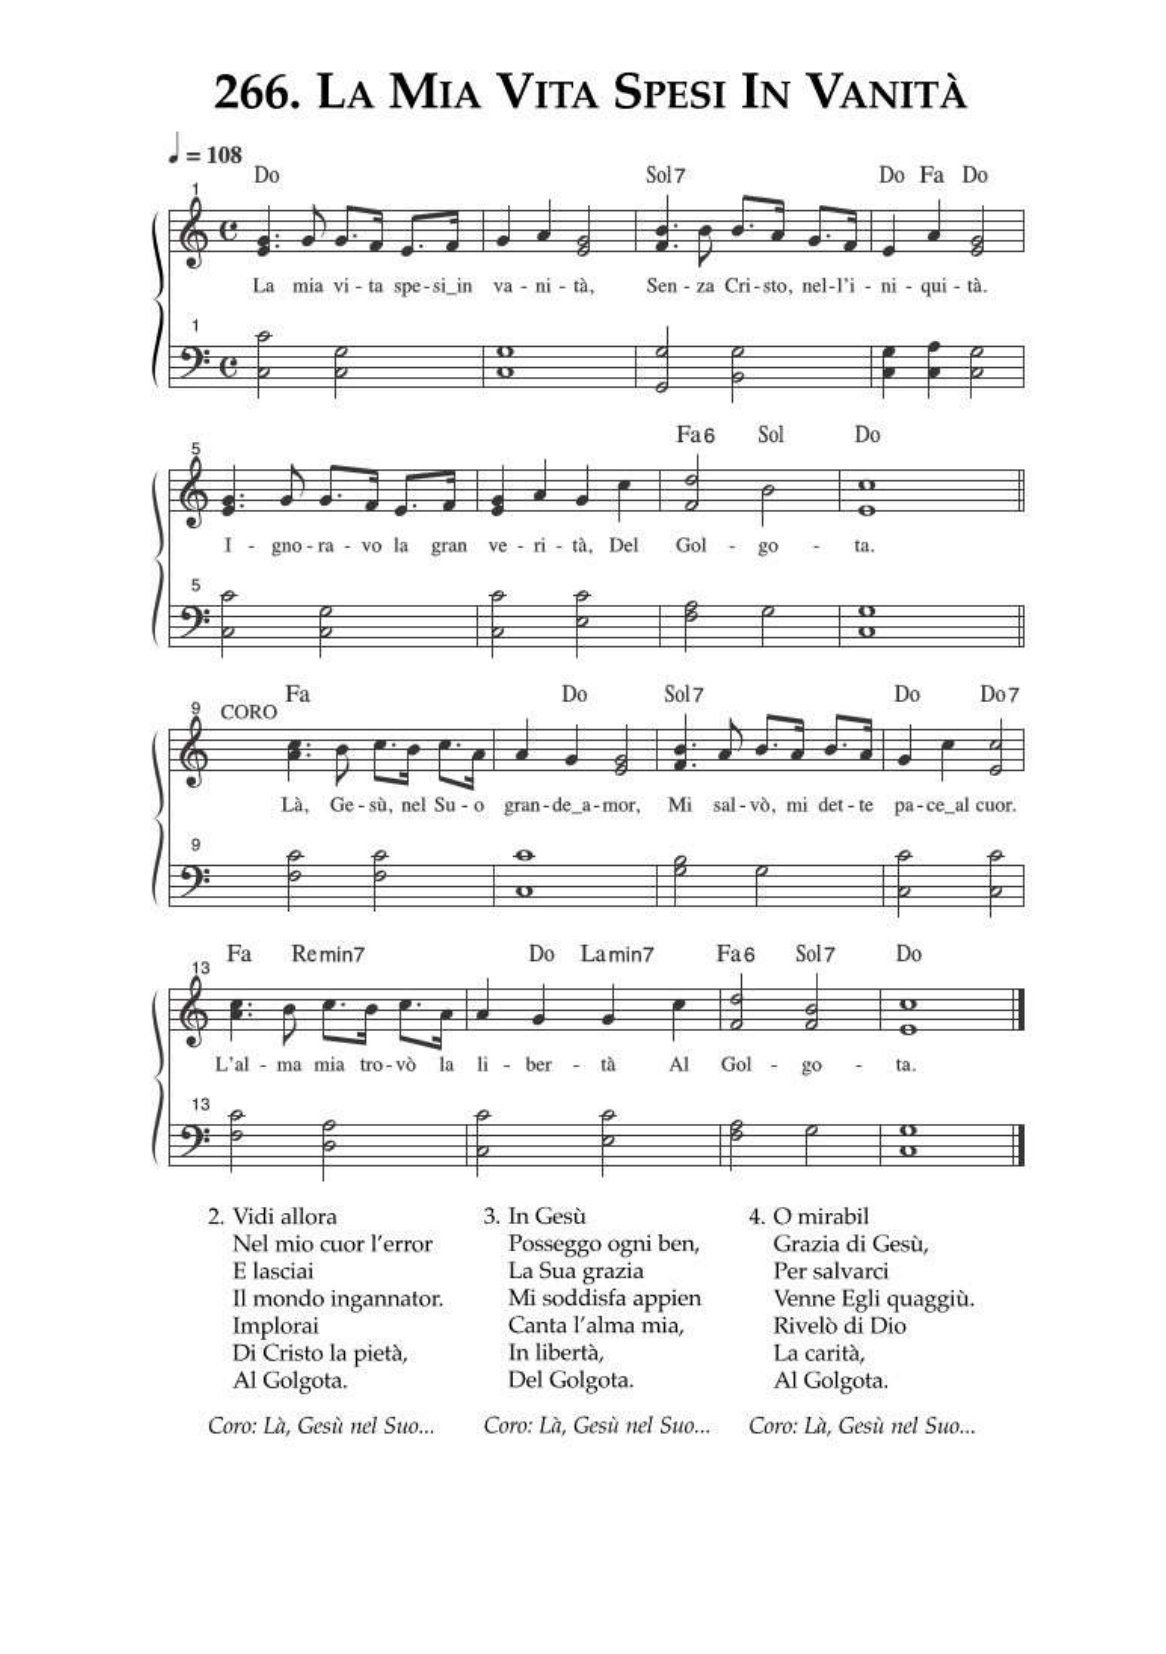 266. La Mia Vita Spesi In Vanità
♩ = 108
Do Sol7 Do Fa Do
1
La mia vi - ta spe - si_in va - ni - tà, Sen - za Cri - sto, nel - l'i - ni - qui - tà.
1
5
Fa6 Sol Do
I - gno - ra - vo la gran ve - ri - tà, Del Gol - go - ta.
5
Fa Do Sol7 Do Do7
9 CORO
Là, Ge - sù, nel Su - o gran - de_a - mor, Mi sal - vò, mi det - te pa - ce_al cuor.
9
Fa Remin7 Do Lamin7 Fa6 Sol7 Do
13
L'al - ma mia tro - vò la li - ber - tà Al Gol - go - ta.
13
2. Vidi allora
Nel mio cuor l'error
E lasciai
Il mondo ingannator.
Implorai
Di Cristo la pietà,
Al Golgota.
Coro: Là, Gesù nel Suo...
3. In Gesù
Posseggo ogni ben,
La Sua grazia
Mi soddisfa appien
Canta l'alma mia,
In libertà,
Del Golgota.
Coro: Là, Gesù nel Suo...
4. O mirabil
Grazia di Gesù,
Per salvarci
Venne Egli quaggiù.
Rivelò di Dio
La carità,
Al Golgota.
Coro: Là, Gesù nel Suo...